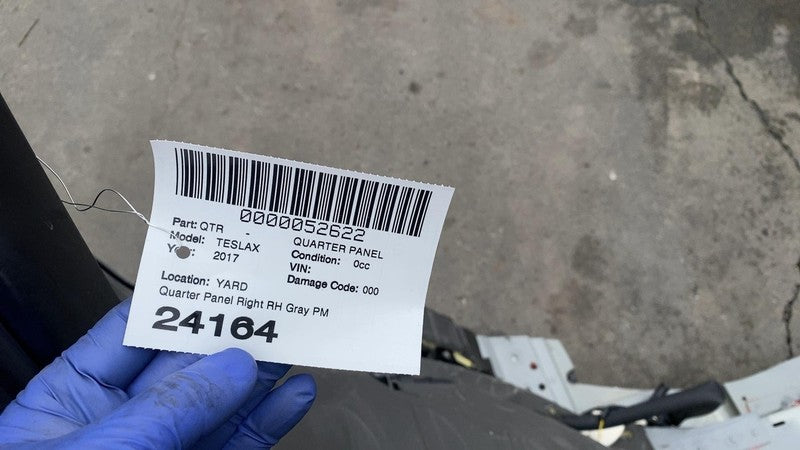 0000052622
Part: QTR - QUARTER PANEL
Model: TESLAX Condition: 0cc
2017 VIN:
Damage Code: 000
Location: YARD
Quarter Panel Right RH Gray PM
24164